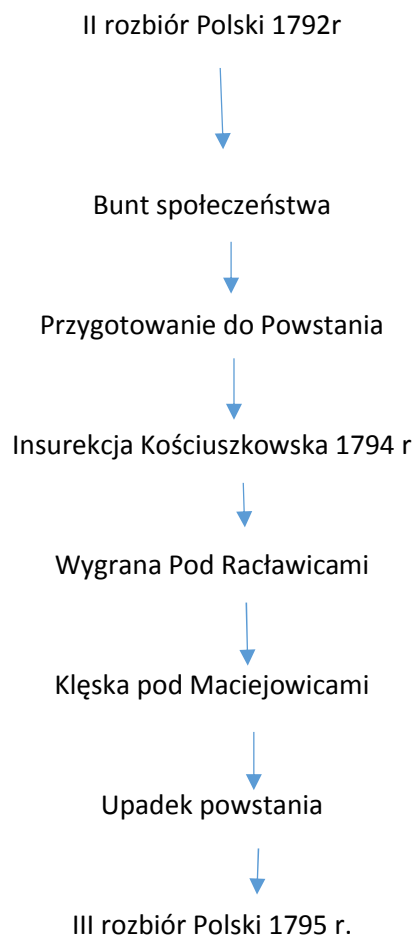 II rozbiór Polski 1792r
Bunt społeczeństwa
Przygotowanie do Powstania
Insurekcja Kościuszkowska 1794 r
Wygrana Pod Racławicami
Klęska pod Maciejowicami
Upadek powstania
III rozbiór Polski 1795 r.